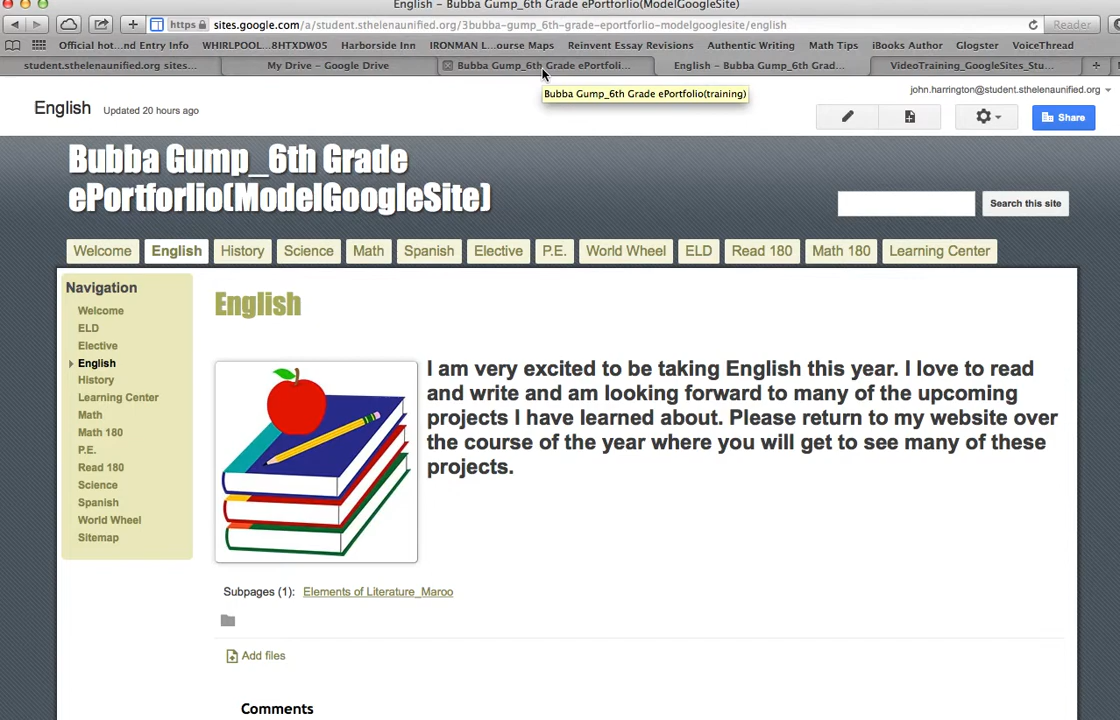 English – Bubba Gump_6th Grade ePortforlio(ModelGoogleSite)
https sites.google.com/a/student.sthelenaunified.org/3bubba-gump_6th-grade-eportforlio-modelgooglesite/english Reader
Official hot...nd Entry Info WHIRLPOOL...8HTXDW05 Harborside Inn IRONMAN L...ourse Maps Reinvent Essay Revisions Authentic Writing Math Tips iBooks Author Glogster VoiceThread
student.sthelenaunified.org sites... My Drive – Google Drive Bubba Gump_6th Grade ePortfoli... English – Bubba Gump_6th Grad... VideoTraining_GoogleSites_Stu...
Bubba Gump_6th Grade ePortfolio(training)
john.harrington@student.sthelenaunified.org
English Updated 20 hours ago
Share
Bubba Gump_6th Grade
ePortforlio(ModelGoogleSite)
Search this site
Welcome English History Science Math Spanish Elective P.E. World Wheel ELD Read 180 Math 180 Learning Center
Navigation
Welcome
ELD
Elective
English
History
Learning Center
Math
Math 180
P.E.
Read 180
Science
Spanish
World Wheel
Sitemap
English
I am very excited to be taking English this year. I love to read
and write and am looking forward to many of the upcoming
projects I have learned about. Please return to my website over
the course of the year where you will get to see many of these
projects.
Subpages (1): Elements of Literature_Maroo
Add files
Comments